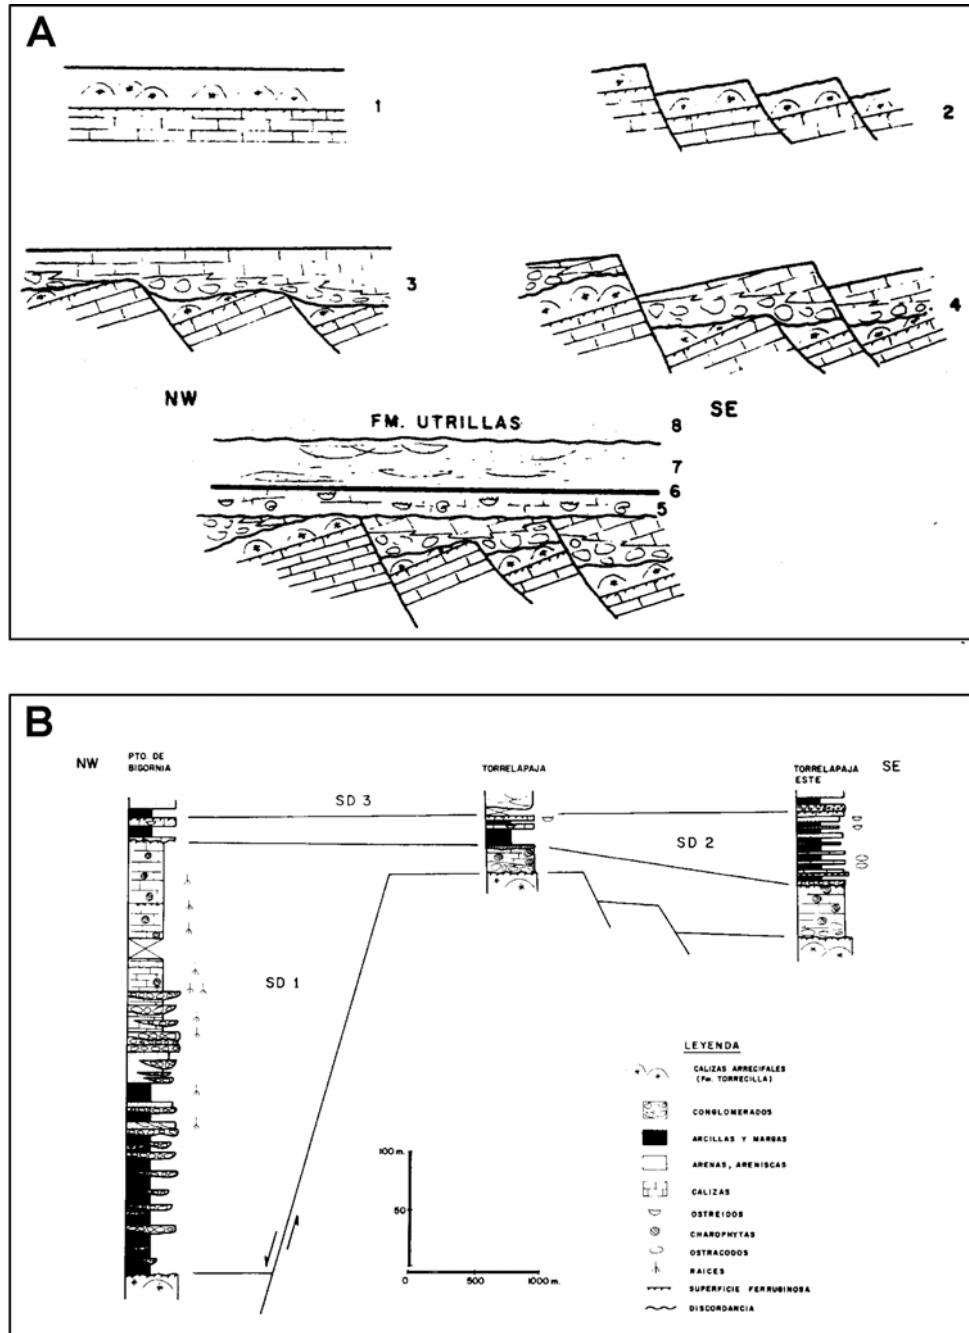 A
1
2
3
4
NW
SE
FM. UTRILLAS
8
7
6
5
B
NW
PTO. DE
BIGORNIA
TORRELAPAJA
TORRELAPAJA
ESTE
SE
SD 3
SD 2
SD 1
LEYENDA
CALIZAS ARRECIFALES
(Fm. TORRECILLA)
CONGLOMERADOS
ARCILLAS Y MARGAS
ARENAS, ARENISCAS
CALIZAS
OSTREIDOS
CHAROPHYTAS
OSTRACODOS
RAICES
SUPERFICIE FERRUGINOSA
DISCORDANCIA
100 m.
50
0
0 500 1000 m.